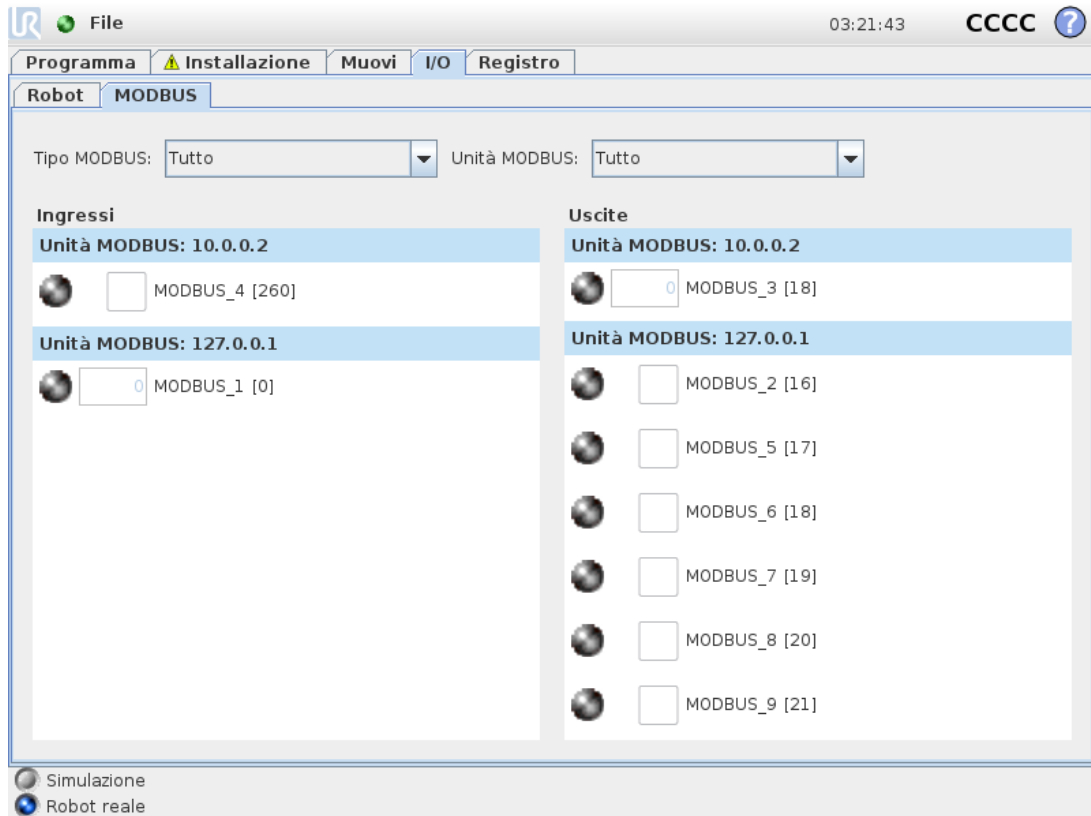 UR File 03:21:43 CCCC ?
Programma Installazione Muovi I/O Registro
Robot MODBUS
Tipo MODBUS: Tutto Unità MODBUS: Tutto
Ingressi
Unità MODBUS: 10.0.0.2
MODBUS_4 [260]
Unità MODBUS: 127.0.0.1
0 MODBUS_1 [0]
Uscite
Unità MODBUS: 10.0.0.2
0 MODBUS_3 [18]
Unità MODBUS: 127.0.0.1
MODBUS_2 [16]
MODBUS_5 [17]
MODBUS_6 [18]
MODBUS_7 [19]
MODBUS_8 [20]
MODBUS_9 [21]
Simulazione
Robot reale